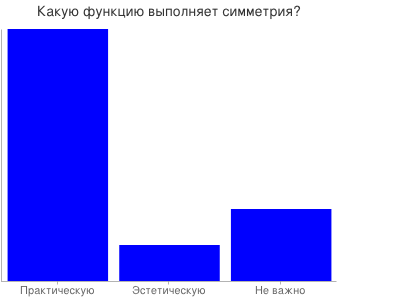 Какую функцию выполняет симметрия?
Практическую
Эстетическую
Не важно